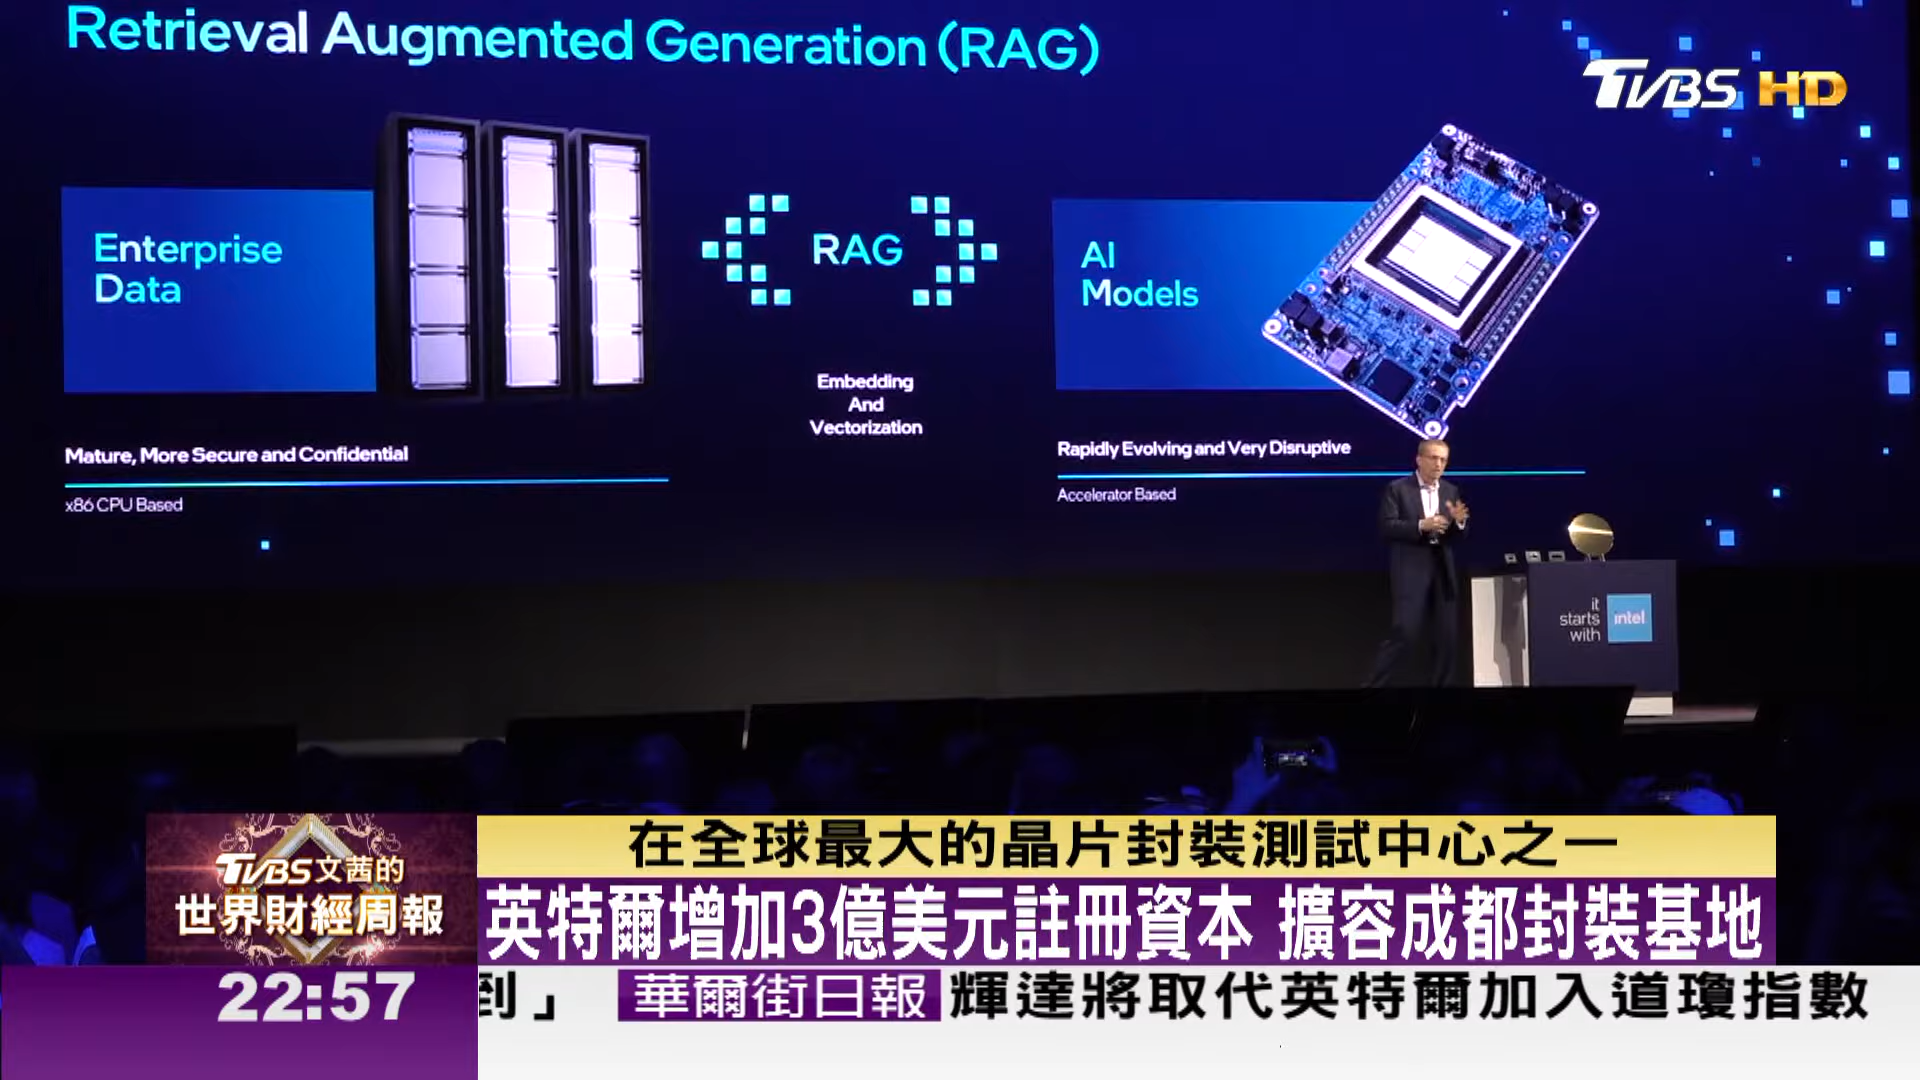 Retrieval Augmented Generation (RAG)
TVBS HD
Enterprise
Data
RAG
AI
Models
Embedding
And
Vectorization
Mature, More Secure and Confidential
x86 CPU Based
Rapidly Evolving and Very Disruptive
Accelerator Based
it
starts
with
intel
在全球最大的晶片封裝測試中心之一
TVBS文茜的
世界財經周報
英特爾增加3億美元註冊資本 擴容成都封裝基地
22:57
到」 華爾街日報 輝達將取代英特爾加入道瓊指數